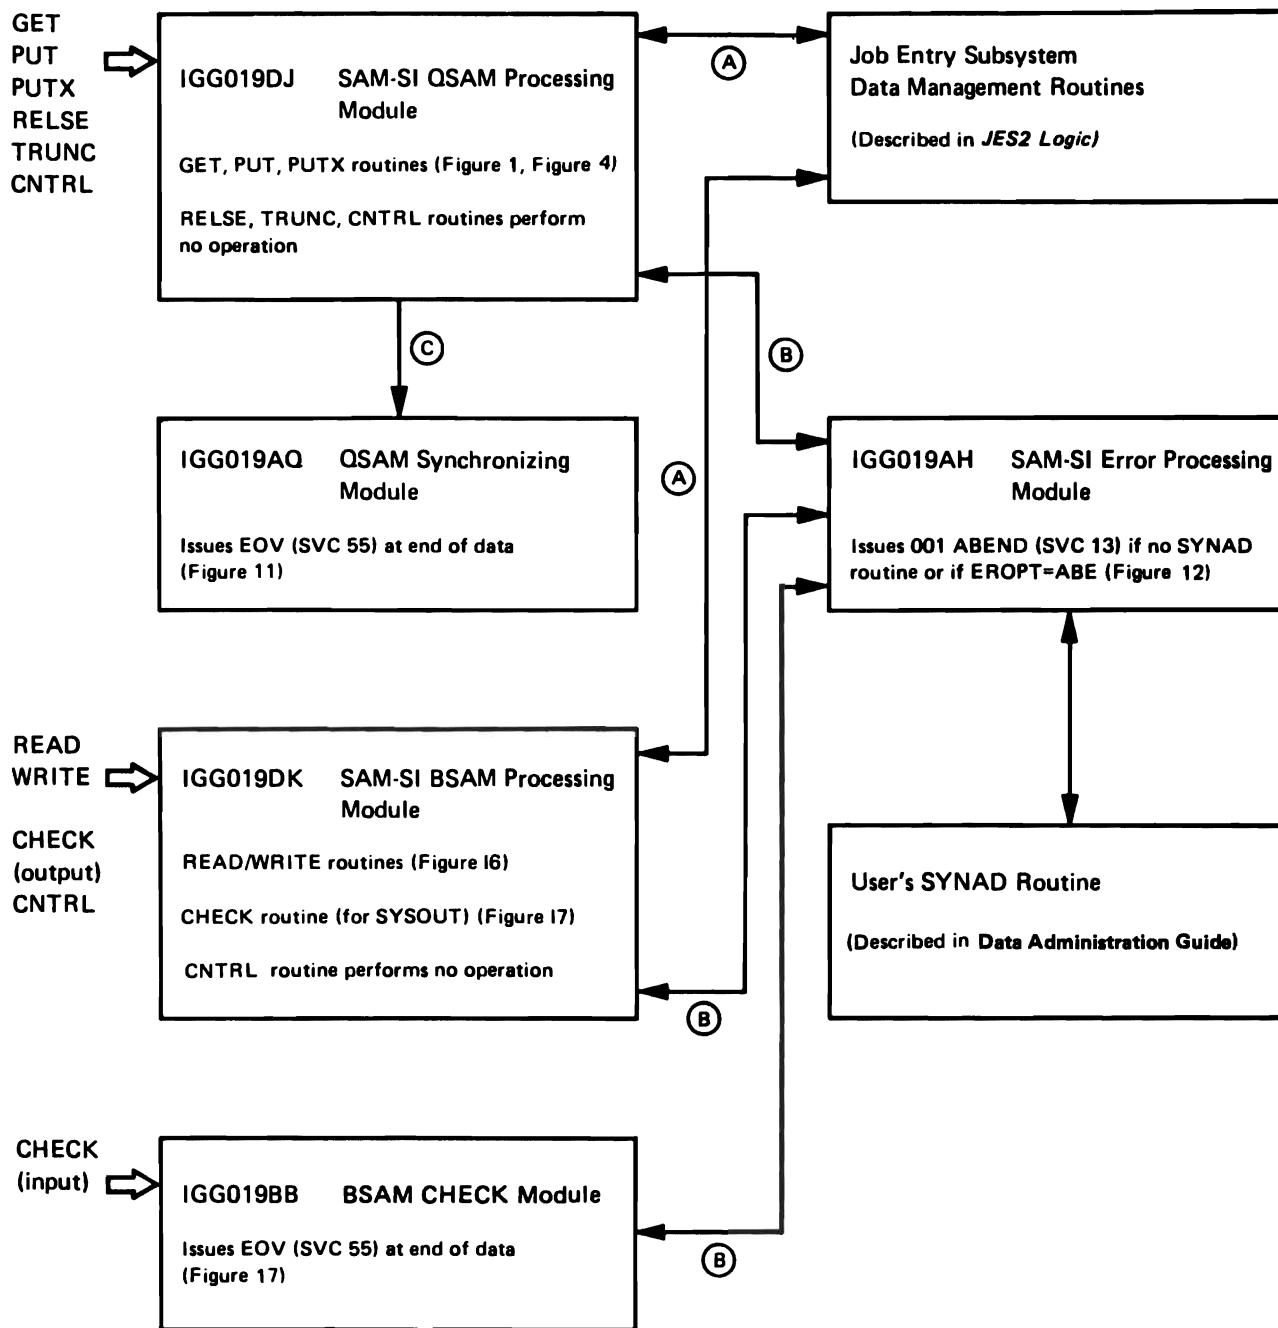 GET
PUT
PUTX
RELSE
TRUNC
CNTRL
IGG019DJ SAM-SI QSAM Processing
Module
GET, PUT, PUTX routines (Figure 1, Figure 4)
RELSE, TRUNC, CNTRL routines perform
no operation
A
Job Entry Subsystem
Data Management Routines
(Described in JES2 Logic)
C
B
IGG019AQ QSAM Synchronizing
Module
Issues EOV (SVC 55) at end of data
(Figure 11)
A
IGG019AH SAM-SI Error Processing
Module
Issues 001 ABEND (SVC 13) if no SYNAD
routine or if EROPT=ABE (Figure 12)
READ
WRITE
CHECK
(output)
CNTRL
IGG019DK SAM-SI BSAM Processing
Module
READ/WRITE routines (Figure I6)
CHECK routine (for SYSOUT) (Figure I7)
CNTRL routine performs no operation
B
User's SYNAD Routine
(Described in Data Administration Guide)
CHECK
(input)
IGG019BB BSAM CHECK Module
Issues EOV (SVC 55) at end of data
(Figure 17)
B